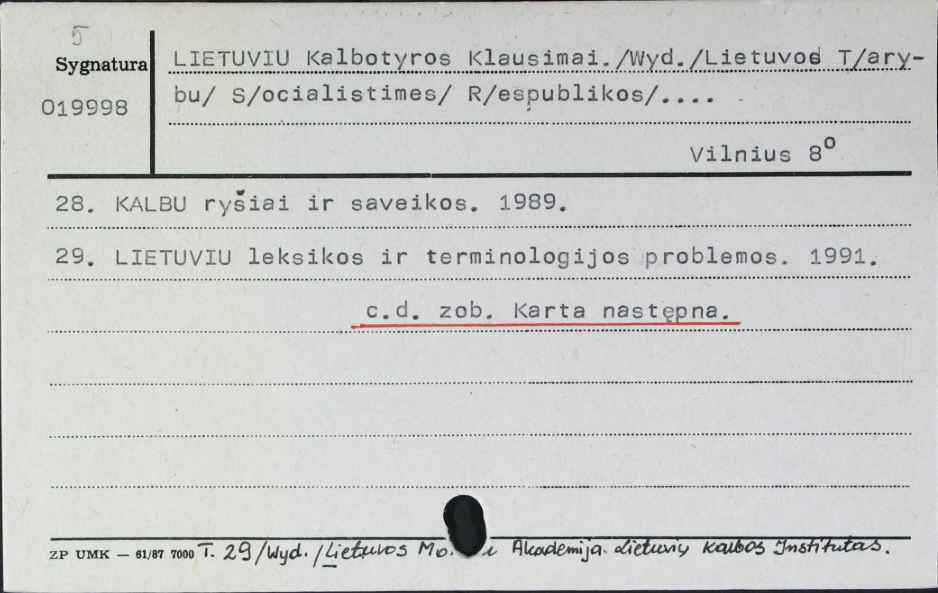 5
Sygnatura
019998
LIETUVIU Kalbotyros Klausimai./Wyd./Lietuvos T/ary-
bu/ S/ocialistimes/ R/espublikos/....
Vilnius 8º
28. KALBU ryšiai ir saveikos. 1989.
29. LIETUVIU leksikos ir terminologijos problemos. 1991.
c.d. zob. Karta następna.
ZP UMK — 61/87 7000 T. 29/Wyd./Lietuvos Akademija. Lietuvių Kalbos Institutas.